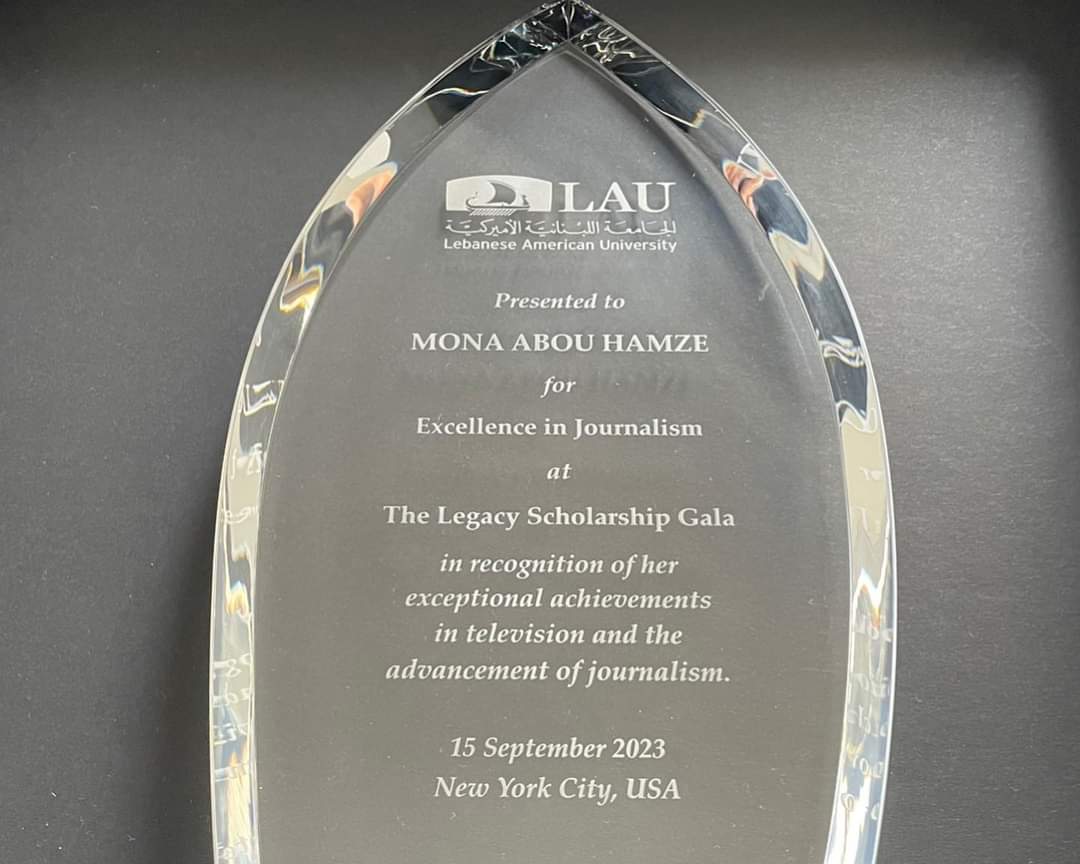 LAU
الجامعة اللبنانية الأميركية
Lebanese American University
Presented to
MONA ABOU HAMZE
for
Excellence in Journalism
at
The Legacy Scholarship Gala
in recognition of her
exceptional achievements
in television and the
advancement of journalism.
15 September 2023
New York City, USA